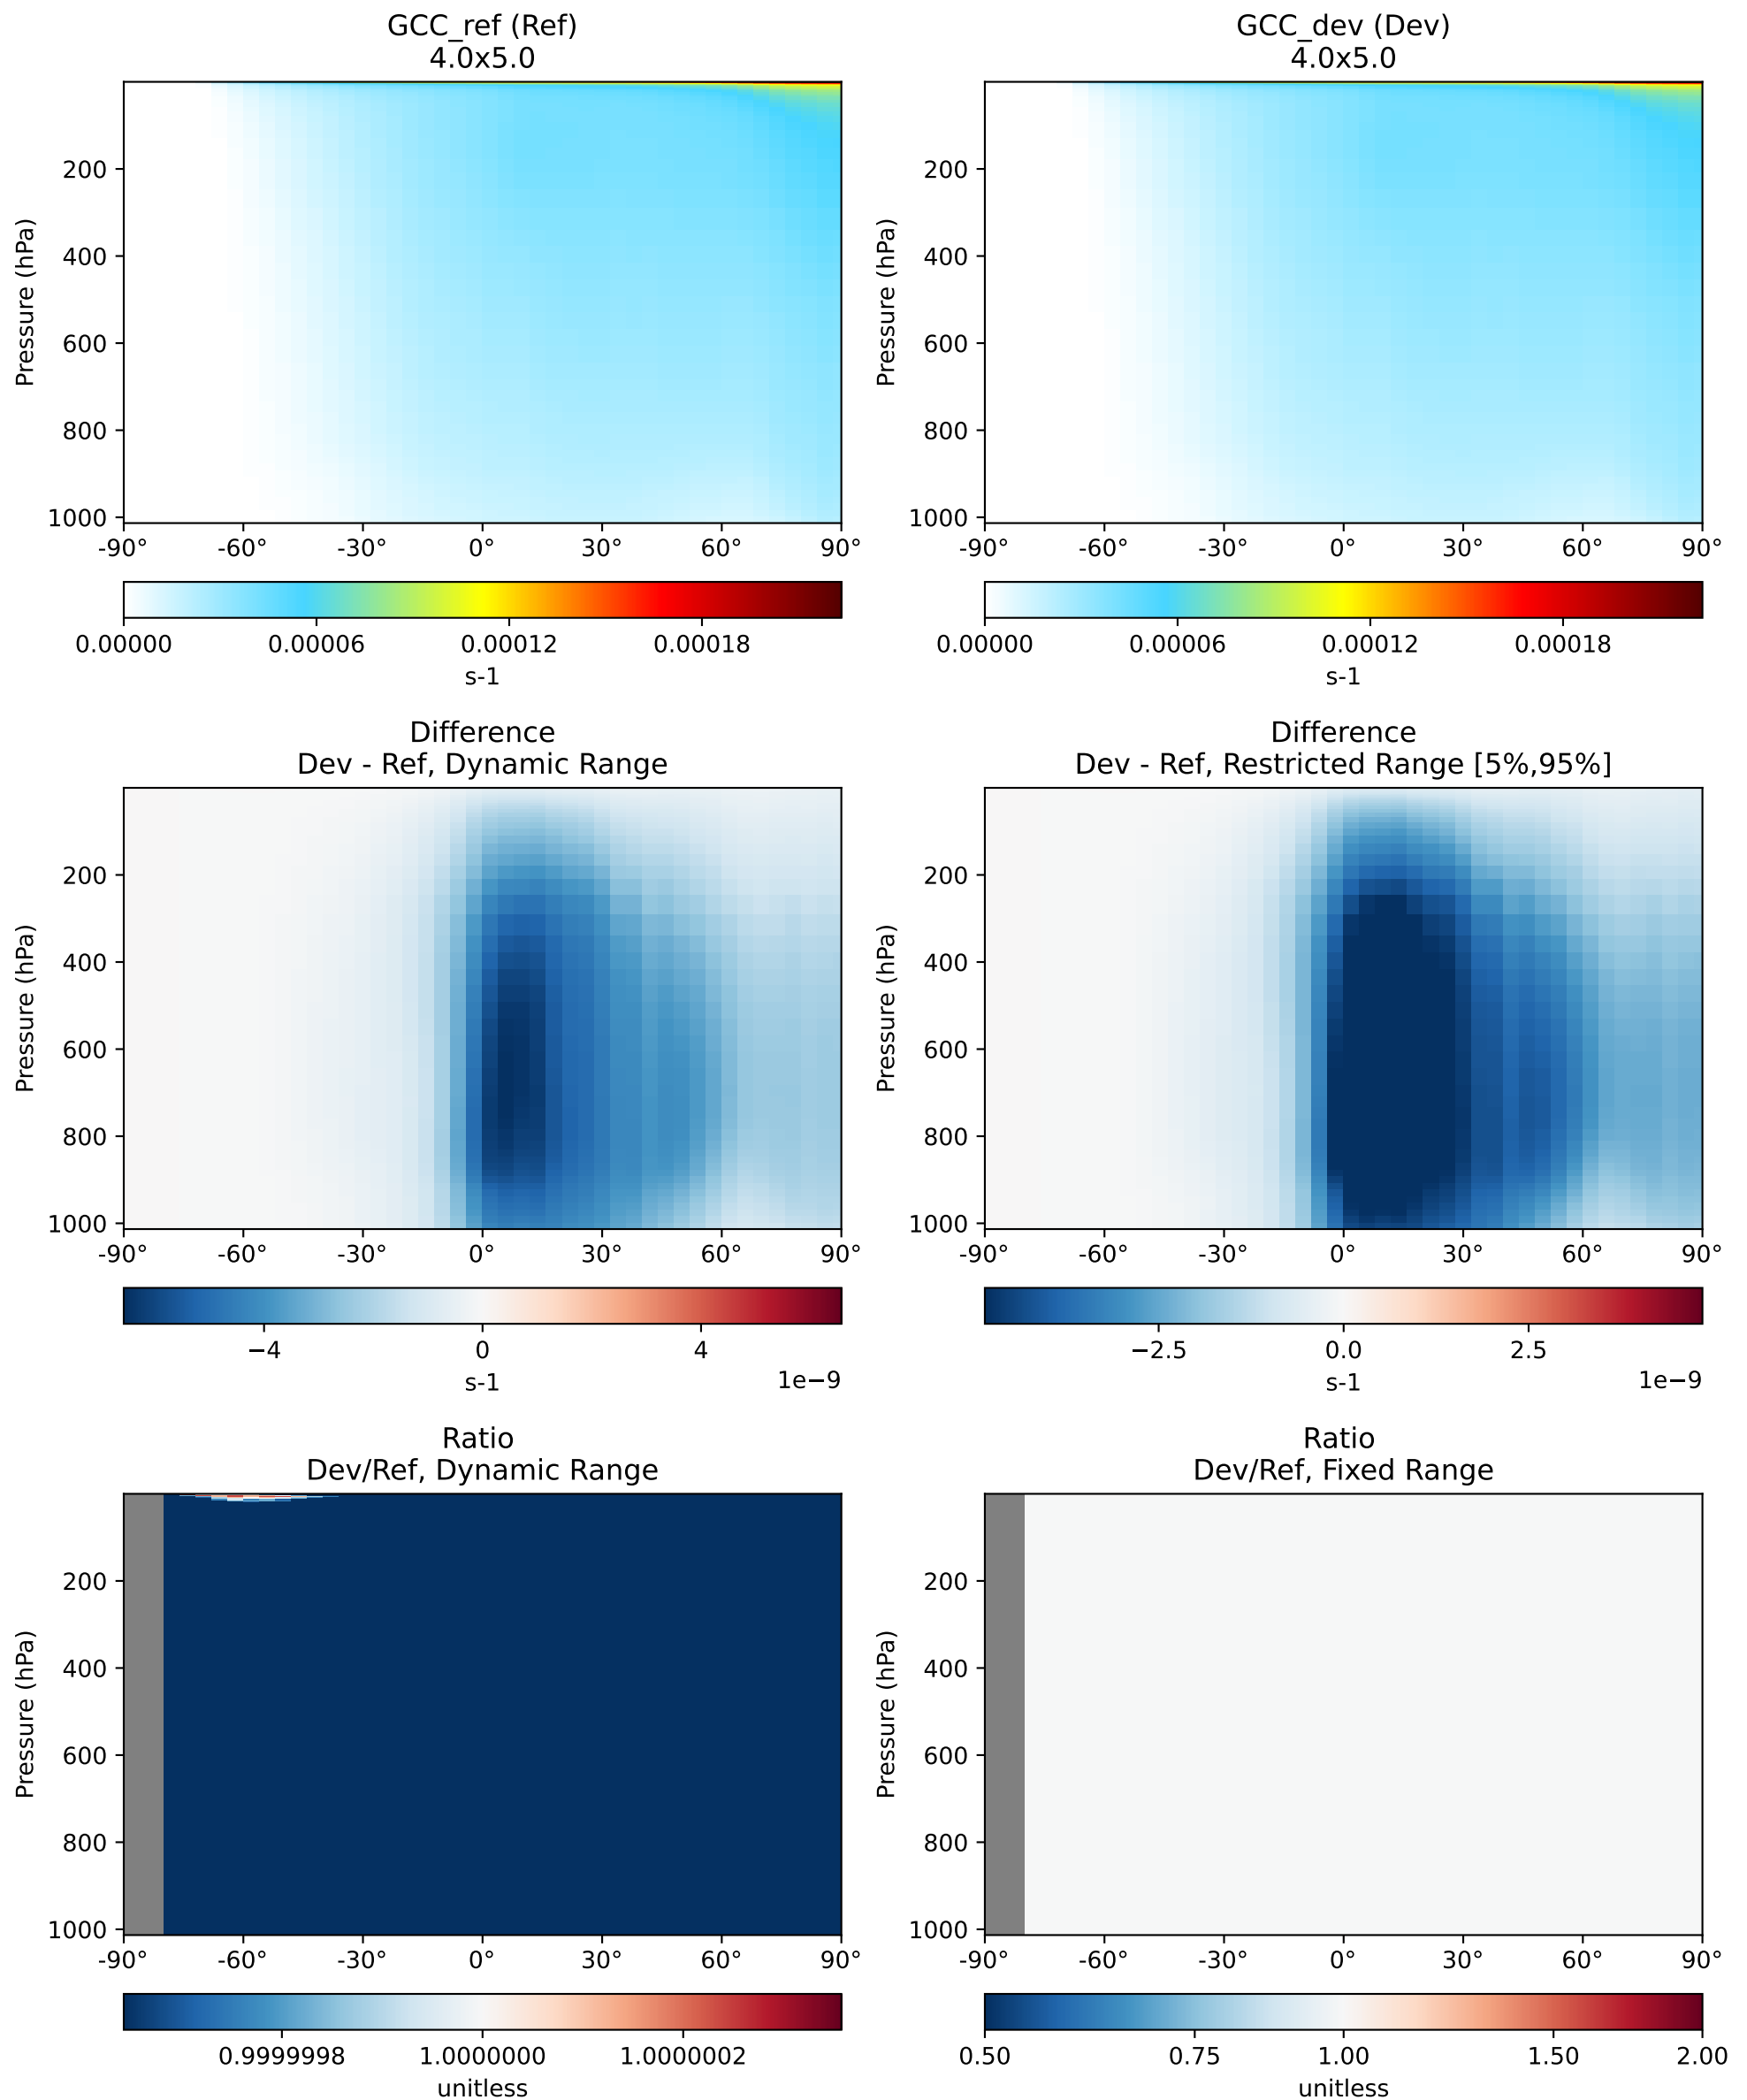 GCC_ref (Ref)
4.0x5.0
Pressure (hPa)
200
400
600
800
1000
-90° -60° -30° 0° 30° 60° 90°
0.00000 0.00006 0.00012 0.00018
s-1
GCC_dev (Dev)
4.0x5.0
Pressure (hPa)
200
400
600
800
1000
-90° -60° -30° 0° 30° 60° 90°
0.00000 0.00006 0.00012 0.00018
s-1
Difference
Dev - Ref, Dynamic Range
Pressure (hPa)
200
400
600
800
1000
-90° -60° -30° 0° 30° 60° 90°
−4 0 4
s-1 1e−9
Difference
Dev - Ref, Restricted Range [5%,95%]
Pressure (hPa)
200
400
600
800
1000
-90° -60° -30° 0° 30° 60° 90°
−2.5 0.0 2.5
s-1 1e−9
Ratio
Dev/Ref, Dynamic Range
Pressure (hPa)
200
400
600
800
1000
-90° -60° -30° 0° 30° 60° 90°
0.9999998 1.0000000 1.0000002
unitless
Ratio
Dev/Ref, Fixed Range
Pressure (hPa)
200
400
600
800
1000
-90° -60° -30° 0° 30° 60° 90°
0.50 0.75 1.00 1.50 2.00
unitless